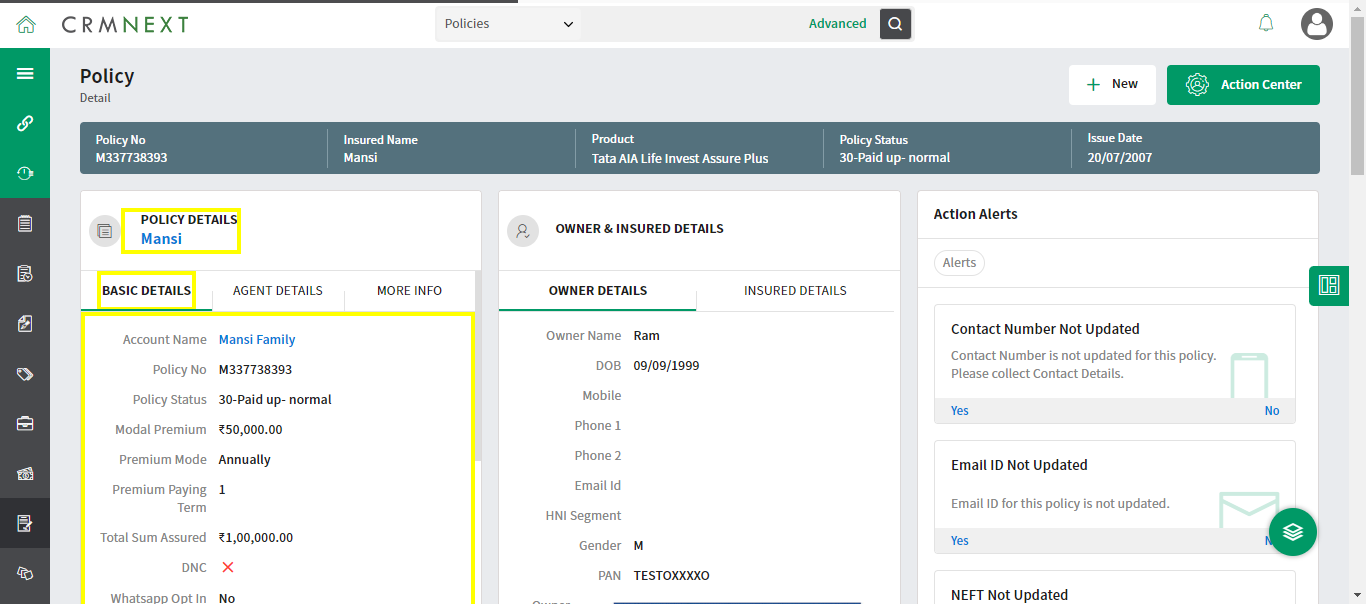 CRMNEXT
Policies
Advanced
Policy
Detail
New
Action Center
Policy No
M337738393
Insured Name
Mansi
Product
Tata AIA Life Invest Assure Plus
Policy Status
30-Paid up- normal
Issue Date
20/07/2007
POLICY DETAILS
Mansi
BASIC DETAILS
AGENT DETAILS
MORE INFO
Account Name Mansi Family
Policy No M337738393
Policy Status 30-Paid up- normal
Modal Premium ₹50,000.00
Premium Mode Annually
Premium Paying 1
Term
Total Sum Assured ₹1,00,000.00
DNC
Whatsapp Opt In No
OWNER & INSURED DETAILS
OWNER DETAILS
INSURED DETAILS
Owner Name Ram
DOB 09/09/1999
Mobile
Phone 1
Phone 2
Email Id
HNI Segment
Gender M
PAN TESTOXXXXO
Owner
Action Alerts
Alerts
Contact Number Not Updated
Contact Number is not updated for this policy.
Please collect Contact Details.
Yes No
Email ID Not Updated
Email ID for this policy is not updated.
Yes
NEFT Not Updated